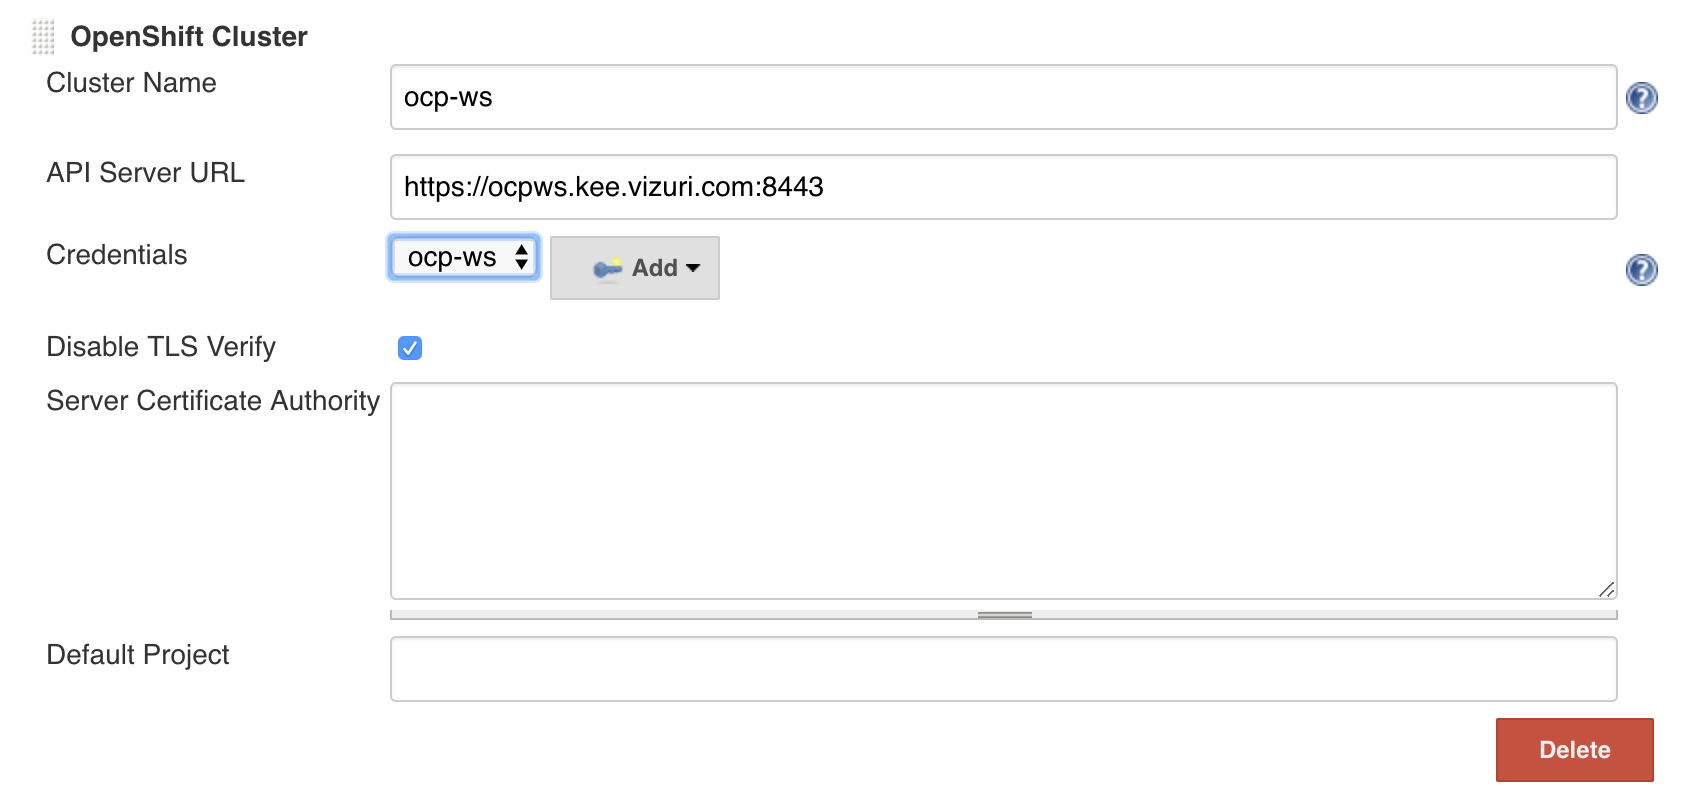 OpenShift Cluster
Cluster Name
ocp-ws
?
API Server URL
https://ocpws.kee.vizuri.com:8443
Credentials
ocp-ws
Add
?
Disable TLS Verify
Server Certificate Authority
Default Project
Delete